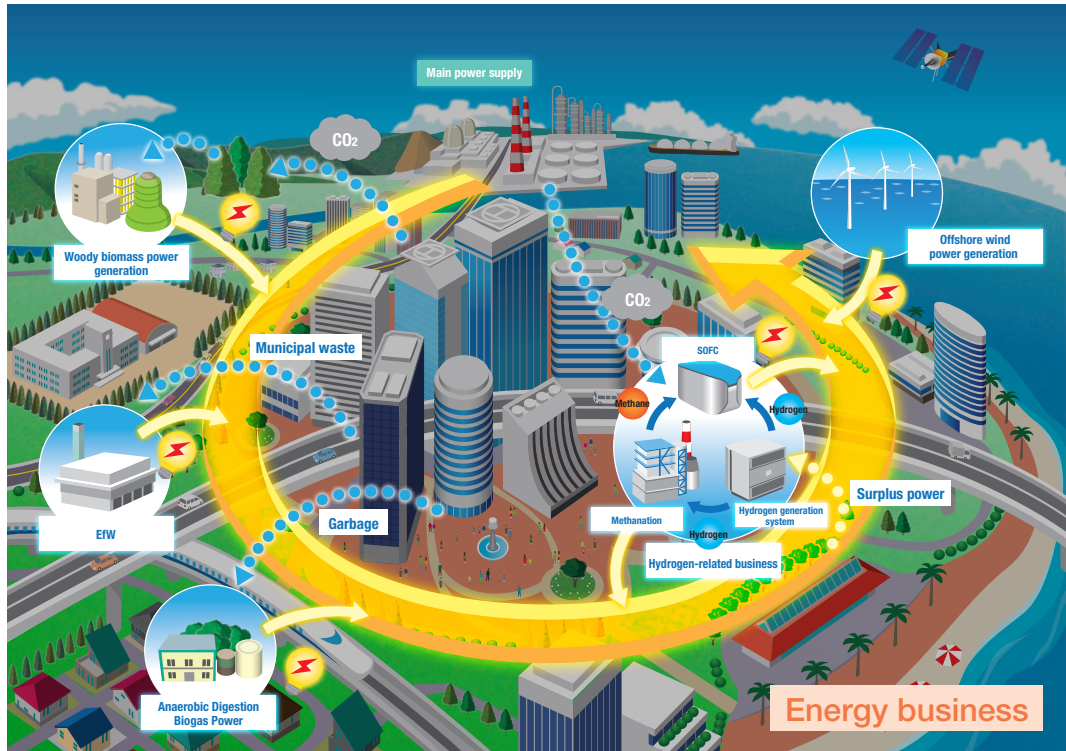 Main power supply
CO2
Woody biomass power
generation
Offshore wind
power generation
CO2
Municipal waste
SOFC
Methane
Hydrogen
EfW
Surplus power
Garbage
Methanation
Hydrogen generation
system
Hydrogen
Hydrogen-related business
Anaerobic Digestion
Biogas Power
Energy business